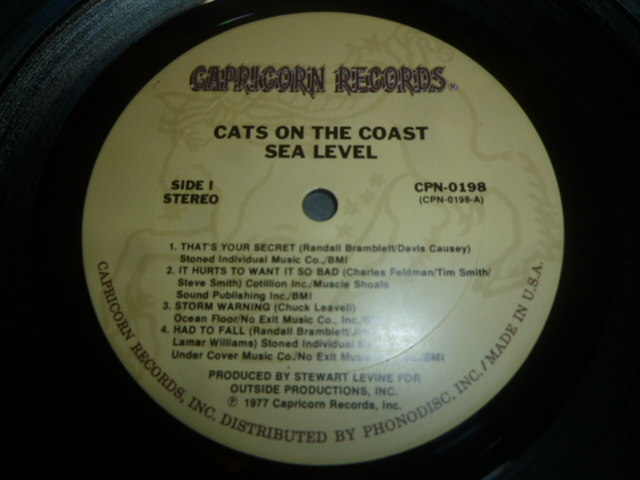 CAPRICORN RECORDS®
CATS ON THE COAST
SEA LEVEL
SIDE I
STEREO
CPN-0198
(CPN-0198-A)
1. THAT'S YOUR SECRET (Randall Bramblett/Davis Causey)
Stoned Individual Music Co./BMI
2. IT HURTS TO WANT IT SO BAD (Charles Feldman/Tim Smith/
Steve Smith) Cotillion Inc./Muscle Shoals
Sound Publishing Inc./BMI
3. STORM WARNING (Chuck Leavell)
Ocean Floor/No Exit Music Co., Inc./
4. HAD TO FALL (Randall Bramblett/
Lamar Williams) Stoned Individual
Under Cover Music Co./No Exit Music Co./BMI
PRODUCED BY STEWART LEVINE FOR
OUTSIDE PRODUCTIONS, INC.
℗ 1977 Capricorn Records, Inc.
CAPRICORN RECORDS, INC. DISTRIBUTED BY PHONODISC, INC./MADE IN U.S.A.